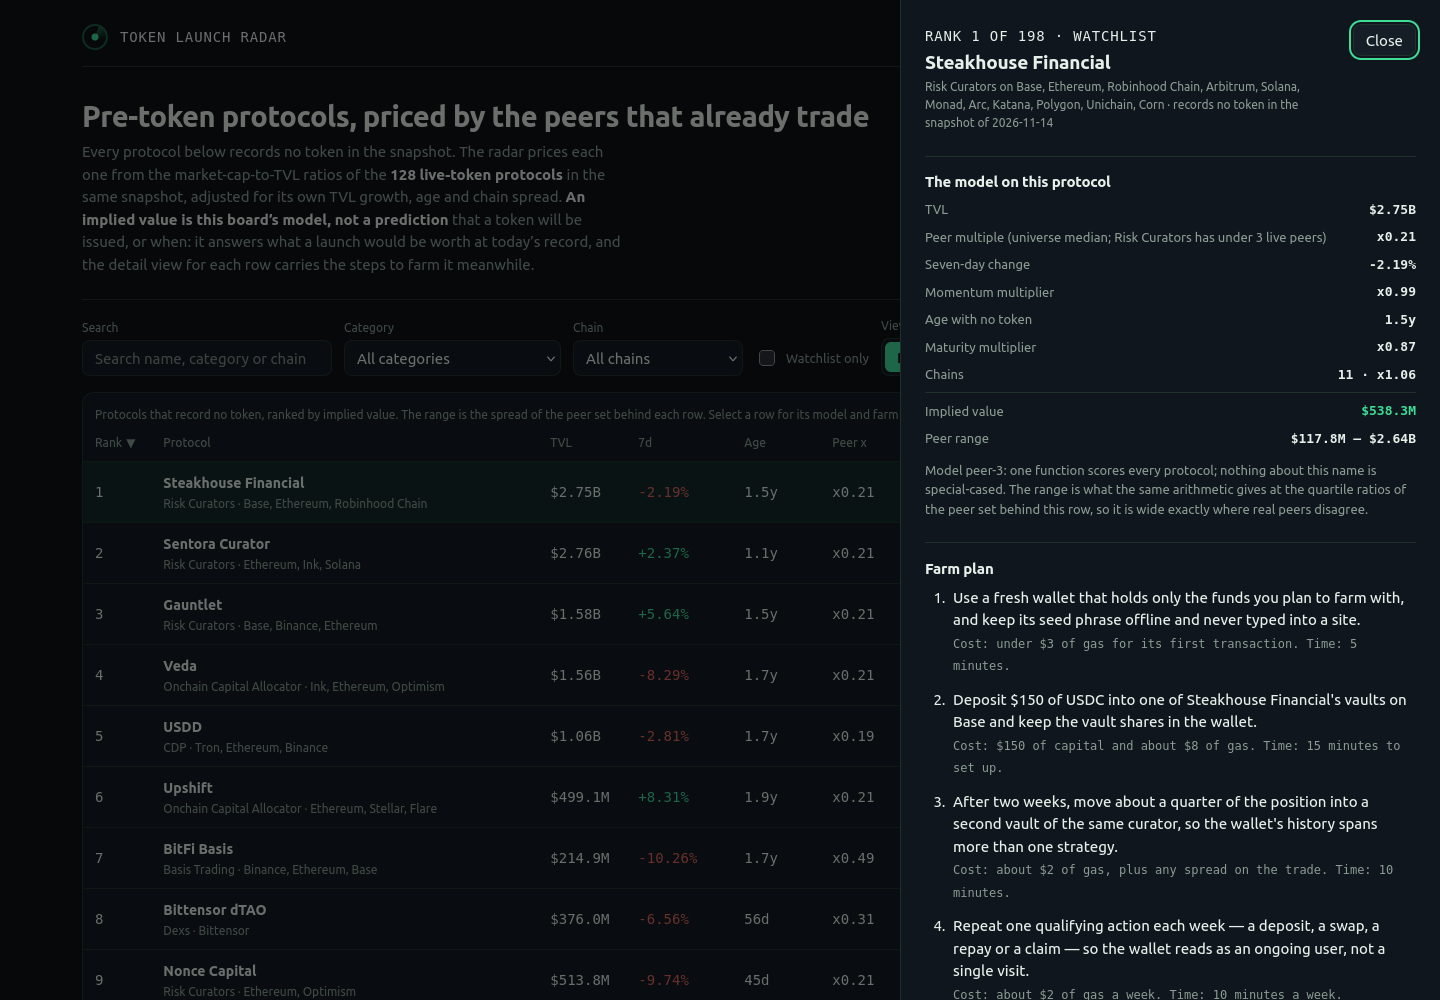 TOKEN LAUNCH RADAR
Pre-token protocols, priced by the peers that already trade
Every protocol below records no token in the snapshot. The radar prices each
one from the market-cap-to-TVL ratios of the 128 live-token protocols in the
same snapshot, adjusted for its own TVL growth, age and chain spread. An
implied value is this board's model, not a prediction that a token will be
issued, or when: it answers what a launch would be worth at today's record, and
the detail view for each row carries the steps to farm it meanwhile.
Search
Category
Chain
Search name, category or chain
All categories
All chains
Watchlist only
Protocols that record no token, ranked by implied value. The range is the spread of the peer set behind each row. Select a row for its model and farm
Rank ▼ Protocol TVL 7d Age Peer x
1 Steakhouse Financial $2.75B -2.19% 1.5y x0.21
Risk Curators · Base, Ethereum, Robinhood Chain
2 Sentora Curator $2.76B +2.37% 1.1y x0.21
Risk Curators · Ethereum, Ink, Solana
3 Gauntlet $1.58B +5.64% 1.5y x0.21
Risk Curators · Base, Binance, Ethereum
4 Veda $1.56B -8.29% 1.7y x0.21
Onchain Capital Allocator · Ink, Ethereum, Optimism
5 USDD $1.06B -2.81% 1.7y x0.19
CDP · Tron, Ethereum, Binance
6 Upshift $499.1M +8.31% 1.9y x0.21
Onchain Capital Allocator · Ethereum, Stellar, Flare
7 BitFi Basis $214.9M -10.26% 1.7y x0.49
Basis Trading · Binance, Ethereum, Base
8 Bittensor dTAO $376.0M -6.56% 56d x0.31
Dexs · Bittensor
9 Nonce Capital $513.8M -9.74% 45d x0.21
Risk Curators · Ethereum, Optimism
RANK 1 OF 198 · WATCHLIST
Close
Steakhouse Financial
Risk Curators on Base, Ethereum, Robinhood Chain, Arbitrum, Solana,
Monad, Arc, Katana, Polygon, Unichain, Corn · records no token in the
snapshot of 2026-11-14
The model on this protocol
TVL $2.75B
Peer multiple (universe median; Risk Curators has under 3 live peers) x0.21
Seven-day change -2.19%
Momentum multiplier x0.99
Age with no token 1.5y
Maturity multiplier x0.87
Chains 11 · x1.06
Implied value $538.3M
Peer range $117.8M — $2.64B
Model peer-3: one function scores every protocol; nothing about this name is
special-cased. The range is what the same arithmetic gives at the quartile ratios of
the peer set behind this row, so it is wide exactly where real peers disagree.
Farm plan
1. Use a fresh wallet that holds only the funds you plan to farm with,
and keep its seed phrase offline and never typed into a site.
Cost: under $3 of gas for its first transaction. Time: 5
minutes.
2. Deposit $150 of USDC into one of Steakhouse Financial's vaults on
Base and keep the vault shares in the wallet.
Cost: $150 of capital and about $8 of gas. Time: 15 minutes to
set up.
3. After two weeks, move about a quarter of the position into a
second vault of the same curator, so the wallet's history spans
more than one strategy.
Cost: about $2 of gas, plus any spread on the trade. Time: 10
minutes.
4. Repeat one qualifying action each week — a deposit, a swap, a
repay or a claim — so the wallet reads as an ongoing user, not a
single visit.
Cost: about $2 of gas a week. Time: 10 minutes a week.